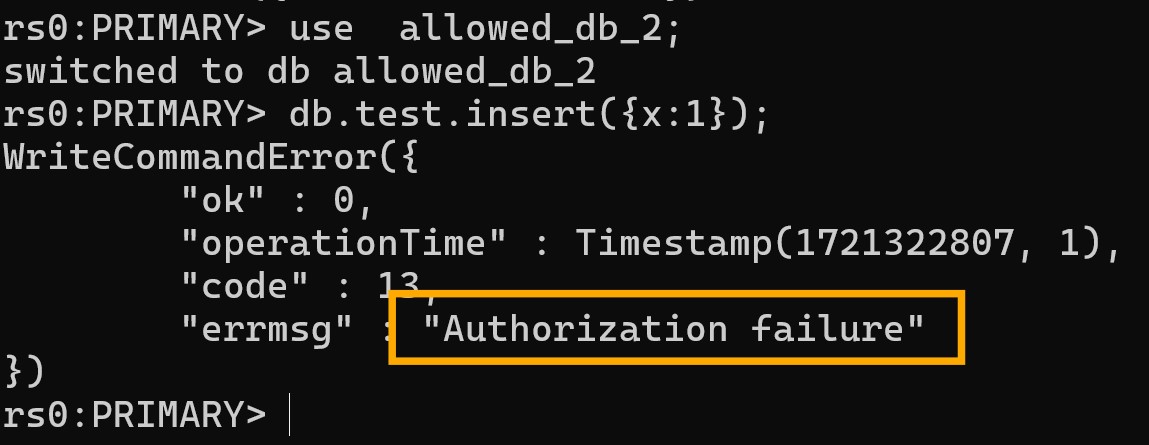 rs0:PRIMARY> use  allowed_db_2;
switched to db allowed_db_2
rs0:PRIMARY> db.test.insert({x:1});
WriteCommandError({
        "ok" : 0,
        "operationTime" : Timestamp(1721322807, 1),
        "code" : 13,
        "errmsg" : "Authorization failure"
})
rs0:PRIMARY>